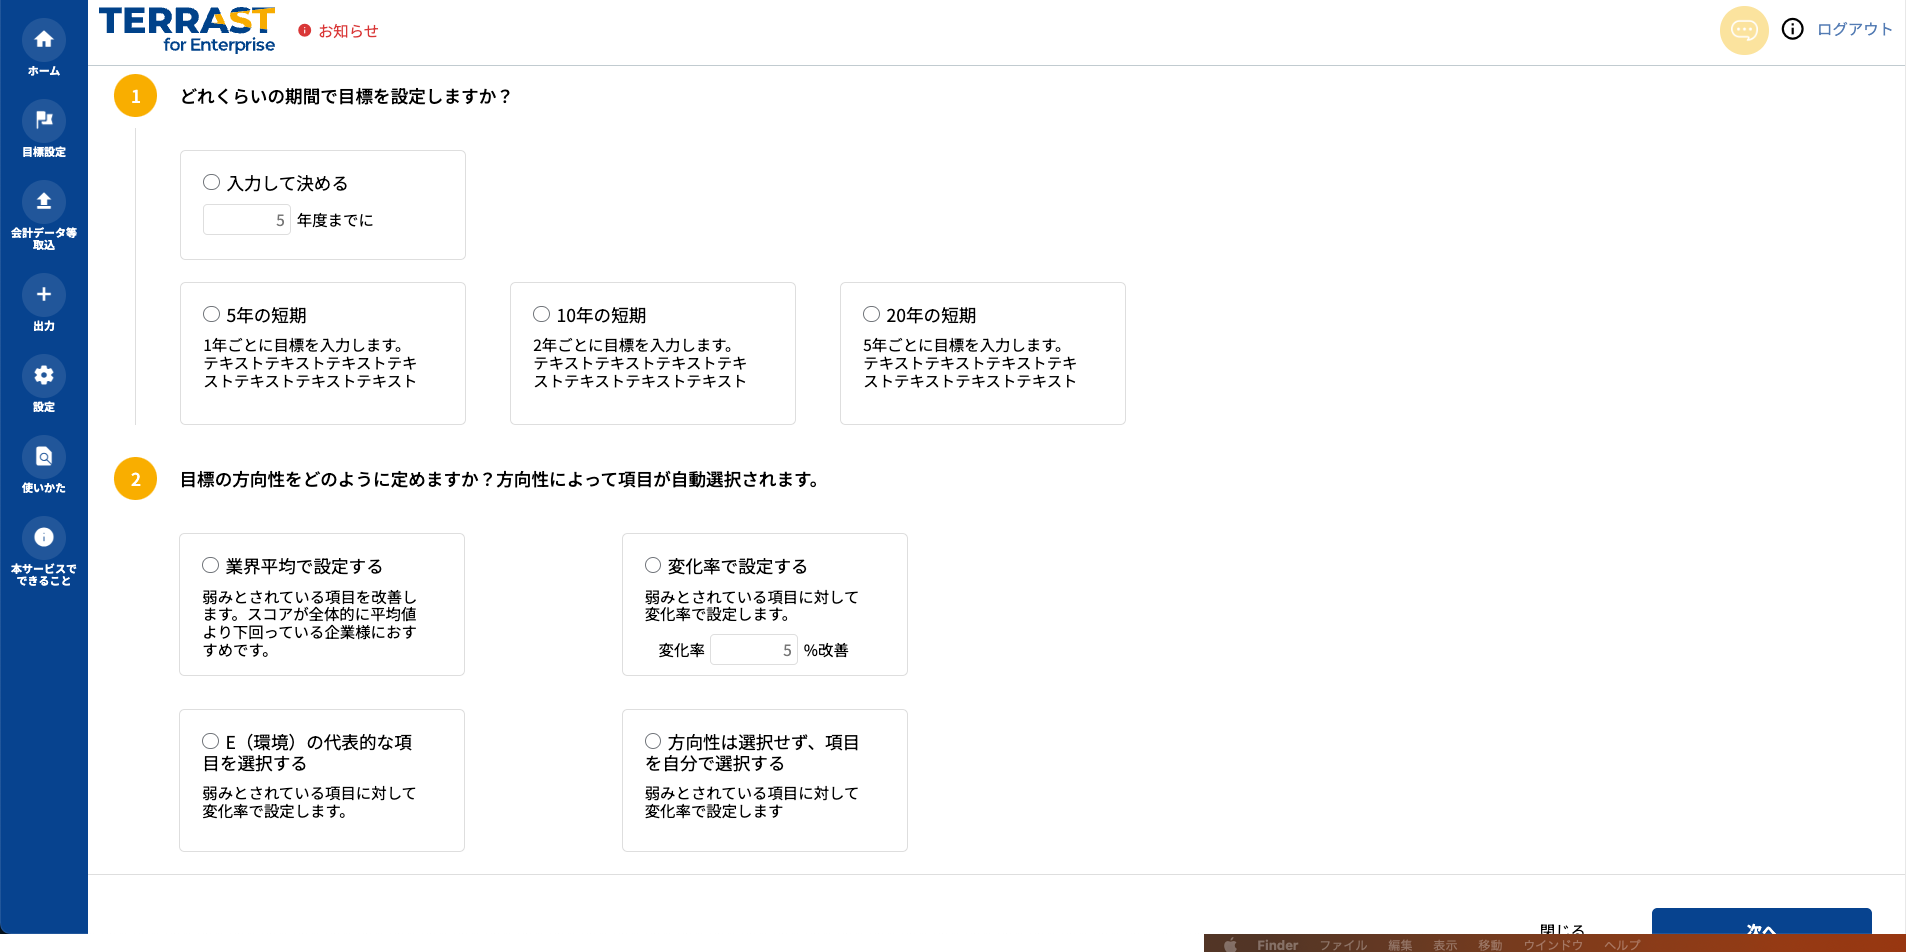 TERRAST
for Enterprise
お知らせ
ログアウト
ホーム
目標設定
会計データ等
取込
出力
設定
使いかた
本サービスで
できること
1
どれくらいの期間で目標を設定しますか？
入力して決める
5 年度までに
5年の短期
1年ごとに目標を入力します。
テキストテキストテキストテキ
ストテキストテキストテキスト
10年の短期
2年ごとに目標を入力します。
テキストテキストテキストテキ
ストテキストテキストテキスト
20年の短期
5年ごとに目標を入力します。
テキストテキストテキストテキ
ストテキストテキストテキスト
2
目標の方向性をどのように定めますか？方向性によって項目が自動選択されます。
業界平均で設定する
弱みとされている項目を改善し
ます。スコアが全体的に平均値
より下回っている企業様におす
すめです。
変化率で設定する
弱みとされている項目に対して
変化率で設定します。
変化率 5 %改善
E（環境）の代表的な項
目を選択する
弱みとされている項目に対して
変化率で設定します。
方向性は選択せず、項目
を自分で選択する
弱みとされている項目に対して
変化率で設定します
閉じる
次へ
Finder ファイル 編集 表示 移動 ウインドウ ヘルプ